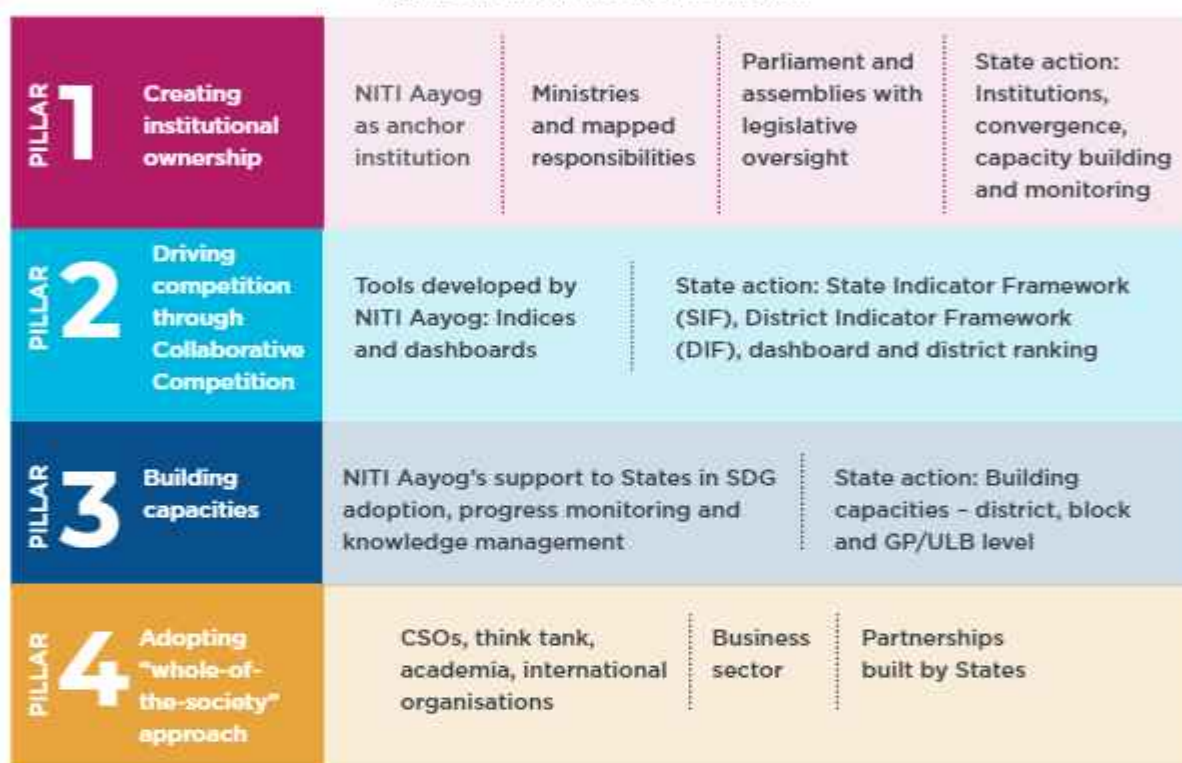 PILLAR 1
Creating
institutional
ownership
NITI Aayog
as anchor
institution
Ministries
and mapped
responsibilities
Parliament and
assemblies with
legislative
oversight
State action:
Institutions,
convergence,
capacity building
and monitoring
PILLAR 2
Driving
competition
through
Collaborative
Competition
Tools developed by
NITI Aayog: Indices
and dashboards
State action: State Indicator Framework
(SIF), District Indicator Framework
(DIF), dashboard and district ranking
PILLAR 3
Building
capacities
NITI Aayog's support to States in SDG
adoption, progress monitoring and
knowledge management
State action: Building
capacities – district, block
and GP/ULB level
PILLAR 4
Adopting
"whole-of-
the-society"
approach
CSOs, think tank,
academia, international
organisations
Business
sector
Partnerships
built by States